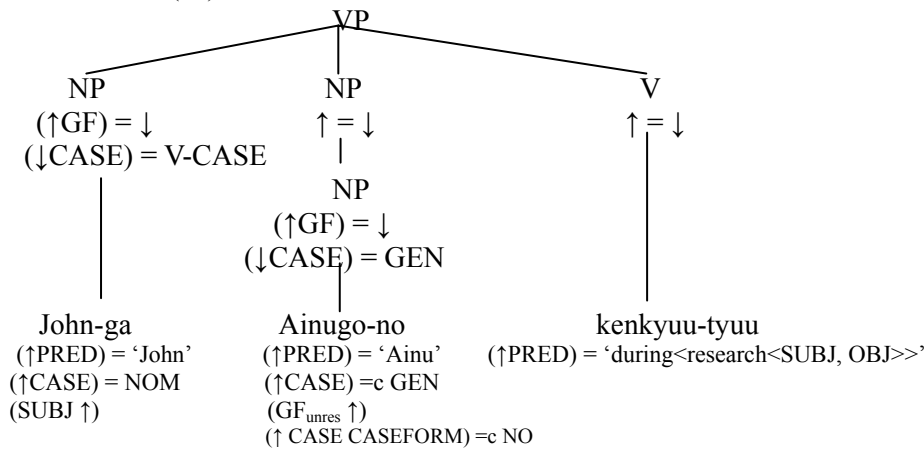 VP
NP NP V
(↑GF) = ↓ ↑ = ↓ ↑ = ↓
(↓CASE) = V-CASE
NP
(↑GF) = ↓
(↓CASE) = GEN
John-ga Ainugo-no kenkyuu-tyuu
(↑PRED) = ‘John’ (↑PRED) = ‘Ainu’ (↑PRED) = ‘during<research<SUBJ, OBJ>>’
(↑CASE) = NOM (↑CASE) =c GEN
(SUBJ ↑) (GFunres ↑)
(↑ CASE CASEFORM) =c NO